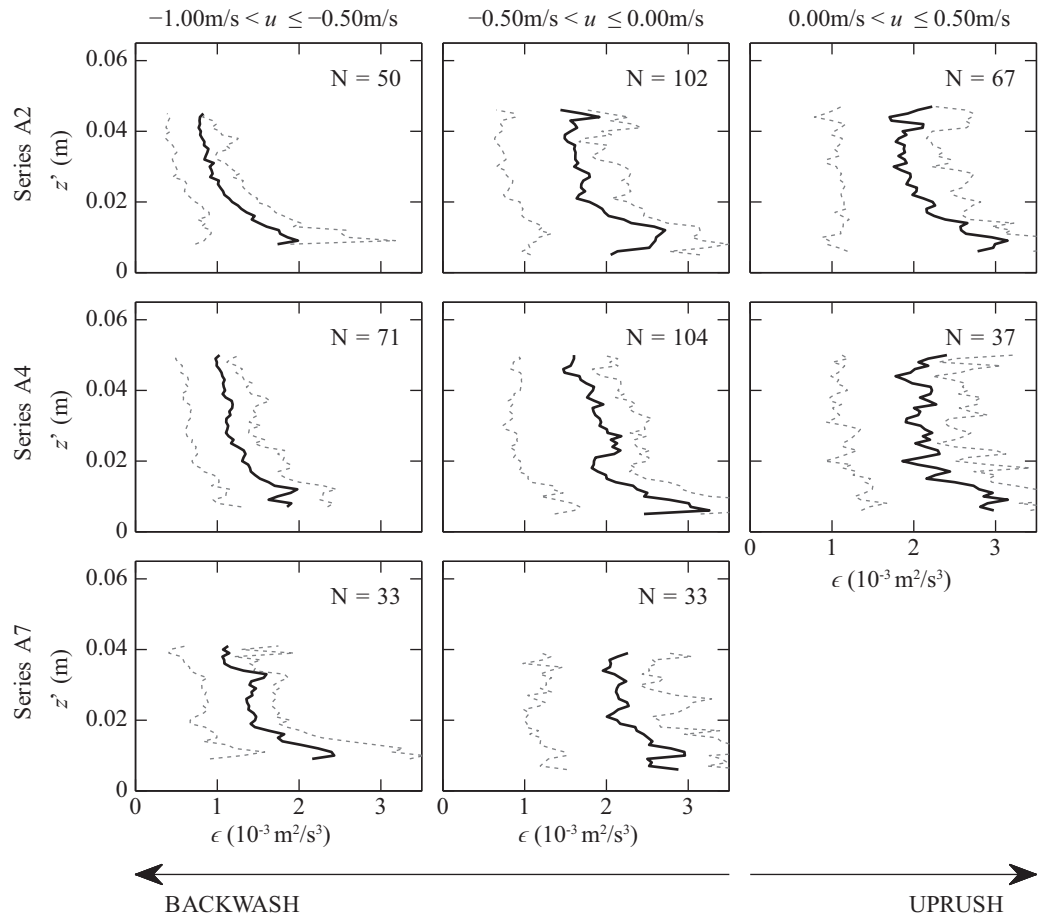 −1.00m/s < u ≤ −0.50m/s
−0.50m/s < u ≤ 0.00m/s
0.00m/s < u ≤ 0.50m/s
Series A2
z' (m)
0.06
0.04
0.02
0
N = 50
N = 102
N = 67
Series A4
z' (m)
0.06
0.04
0.02
0
N = 71
N = 104
N = 37
0 1 2 3
ϵ (10⁻³ m²/s³)
Series A7
z' (m)
0.06
0.04
0.02
0
N = 33
N = 33
0 1 2 3
0 1 2 3
ϵ (10⁻³ m²/s³)
ϵ (10⁻³ m²/s³)
BACKWASH
UPRUSH